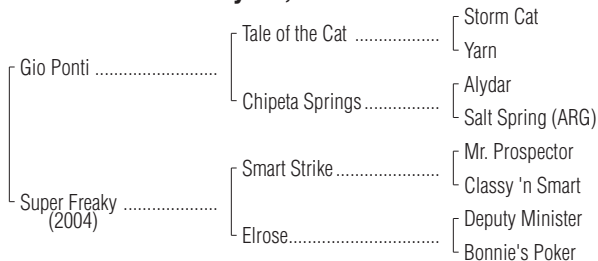 Storm Cat
Tale of the Cat ..................
Yarn
Gio Ponti ..........................
Alydar
Chipeta Springs................
Salt Spring (ARG)
Mr. Prospector
Smart Strike......................
Classy 'n Smart
Super Freaky ....................
(2004)
Deputy Minister
Elrose................................
Bonnie's Poker